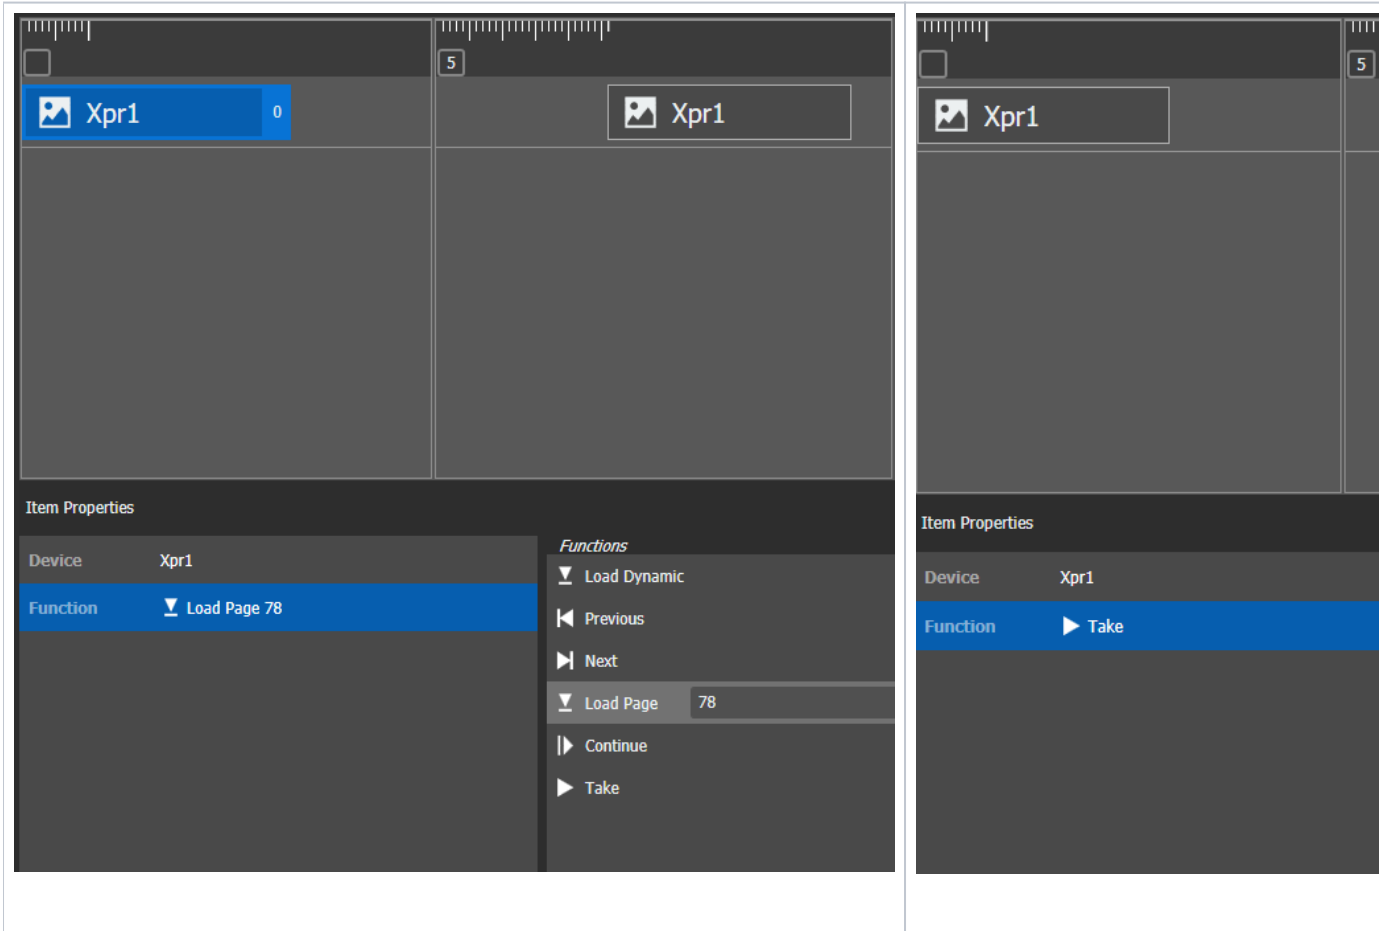 5
Xpr1 0
Xpr1
Item Properties
Device Xpr1
Function Load Page 78
Functions
Load Dynamic
Previous
Next
Load Page 78
Continue
Take
5
Xpr1
Item Properties
Device Xpr1
Function Take